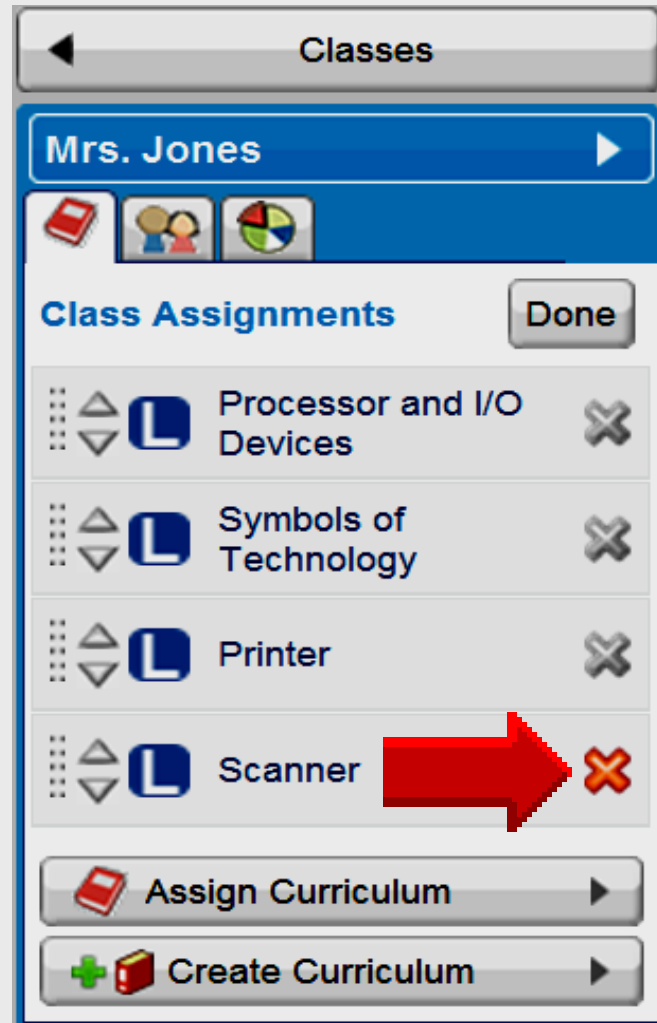 Classes
Mrs. Jones
Class Assignments
Done
L
Processor and I/O
Devices
L
Symbols of
Technology
L
Printer
L
Scanner
Assign Curriculum
Create Curriculum